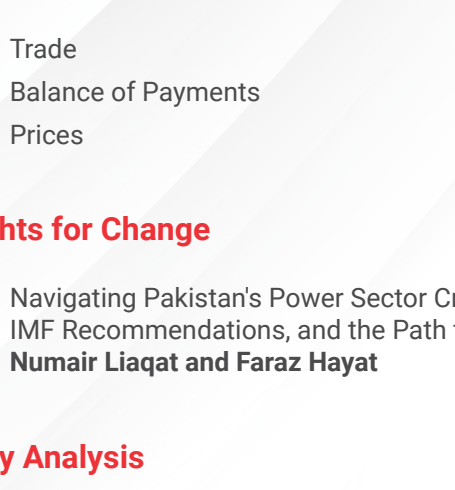 Trade
Balance of Payments
Prices
hts for Change
Navigating Pakistan's Power Sector
IMF Recommendations, and the Path
Numair Liaqat and Faraz Hayat
y Analysis